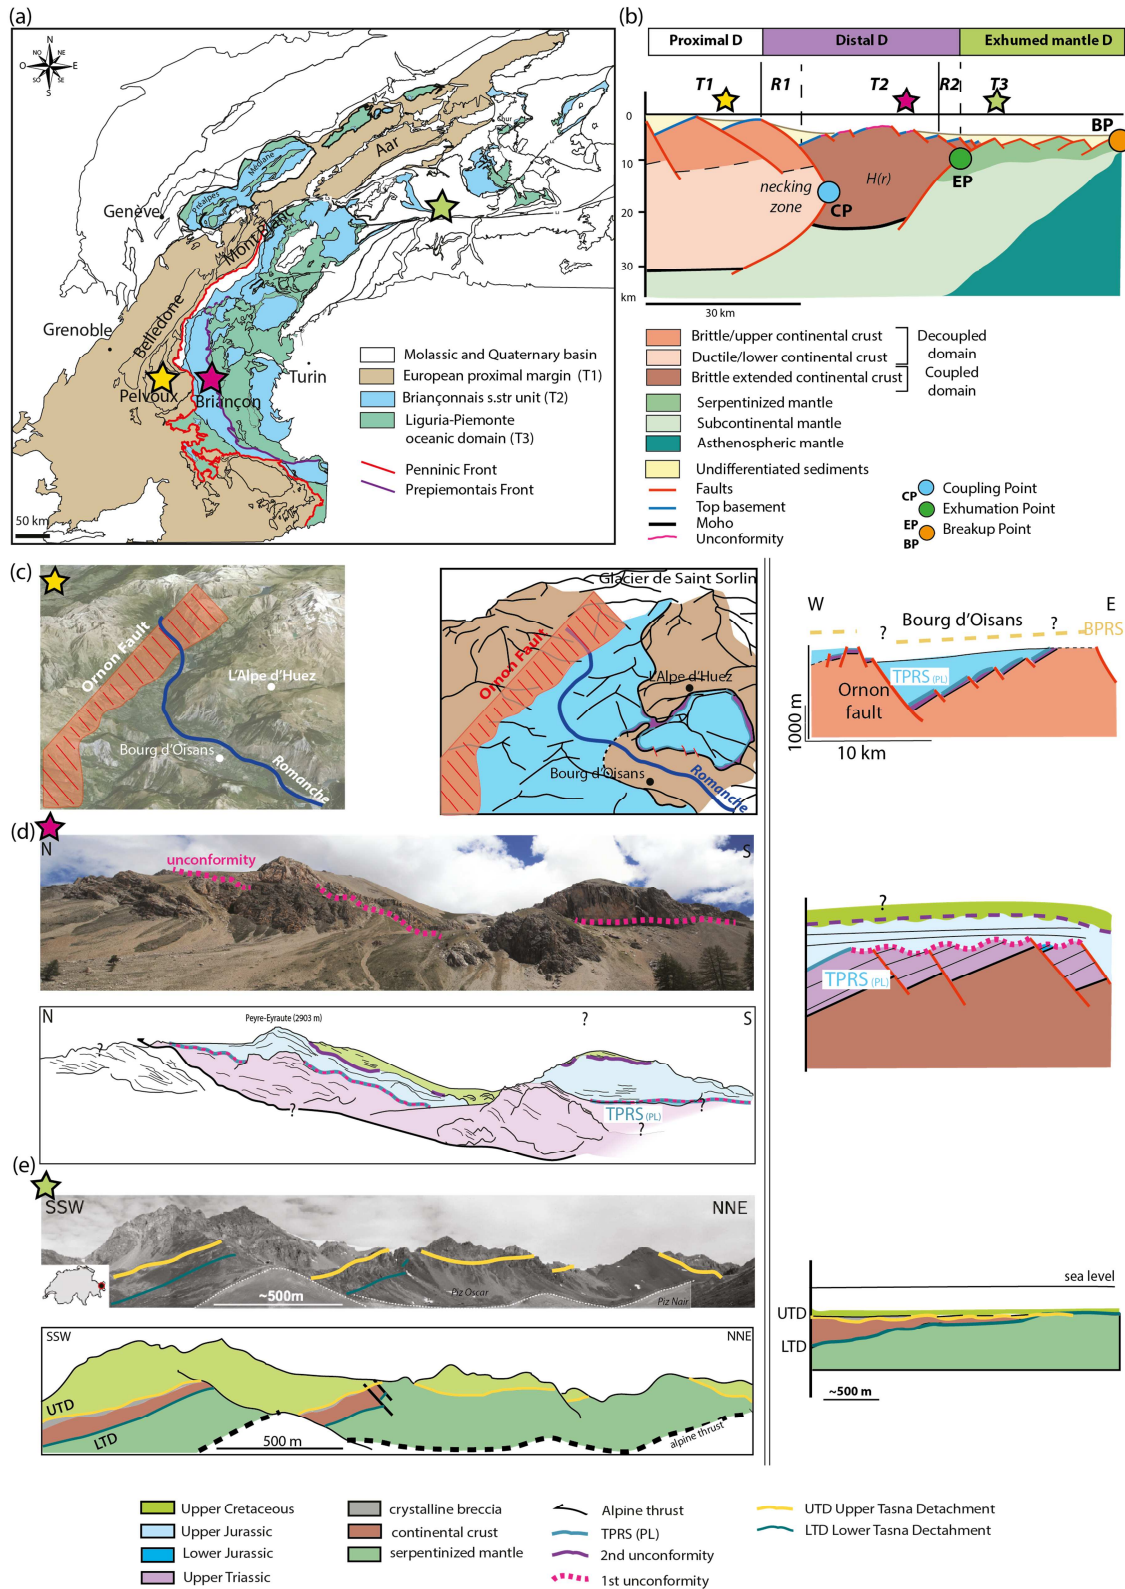 (a)
N
NO
NE
O
E
SO
SE
S
Chur
Aar
Médiane
Préalpes
Genève
Mont Blanc
Belledone
Grenoble
Turin
Pelvoux
Briançon
Molassic and Quaternary basin
European proximal margin (T1)
Briançonnais s.str unit (T2)
Liguria-Piemonte
oceanic domain (T3)
Penninic Front
Prepiemontais Front
50 km
(b)
Proximal D
Distal D
Exhumed mantle D
T1
R1
T2
R2
T3
BP
0
10
20
30
km
necking
zone
CP
H(r)
EP
30 km
Brittle/upper continental crust
Ductile/lower continental crust
Brittle extended continental crust
Decoupled
domain
Coupled
domain
Serpentinized mantle
Subcontinental mantle
Asthenospheric mantle
Undifferentiated sediments
Faults
Top basement
Moho
Unconformity
CP
Coupling Point
EP
Exhumation Point
BP
Breakup Point
(c)
Ornon Fault
L'Alpe d'Huez
Bourg d'Oisans
Romanche
Glacier de Saint Sorlin
Ornon Fault
L'Alpe d'Huez
Bourg d'Oisans
Romanche
W
E
Bourg d'Oisans
?
?
BPRS
TPRS (PL)
Ornon
fault
1000 m
10 km
(d)
N
S
unconformity
N
S
Peyre-Eyraute (2903 m)
?
?
?
TPRS (PL)
?
?
?
TPRS (PL)
(e)
SSW
NNE
~500m
Piz Oscar
Piz Nair
SSW
NNE
UTD
LTD
500 m
alpine thrust
sea level
UTD
LTD
~500 m
Upper Cretaceous
Upper Jurassic
Lower Jurassic
Upper Triassic
crystalline breccia
continental crust
serpentinized mantle
Alpine thrust
TPRS (PL)
2nd unconformity
1st unconformity
UTD Upper Tasna Detachment
LTD Lower Tasna Dectahment